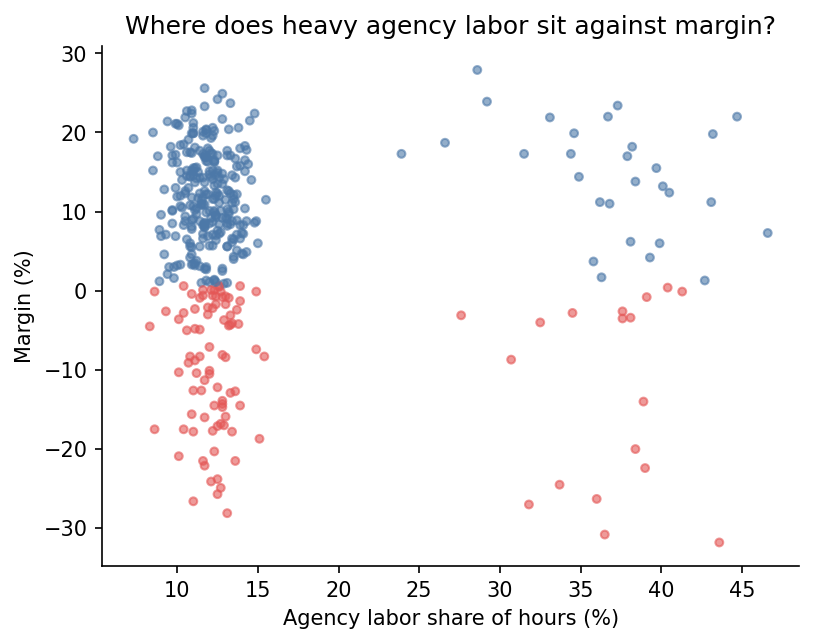 Where does heavy agency labor sit against margin?
Margin (%)
30
20
10
0
−10
−20
−30
10 15 20 25 30 35 40 45
Agency labor share of hours (%)